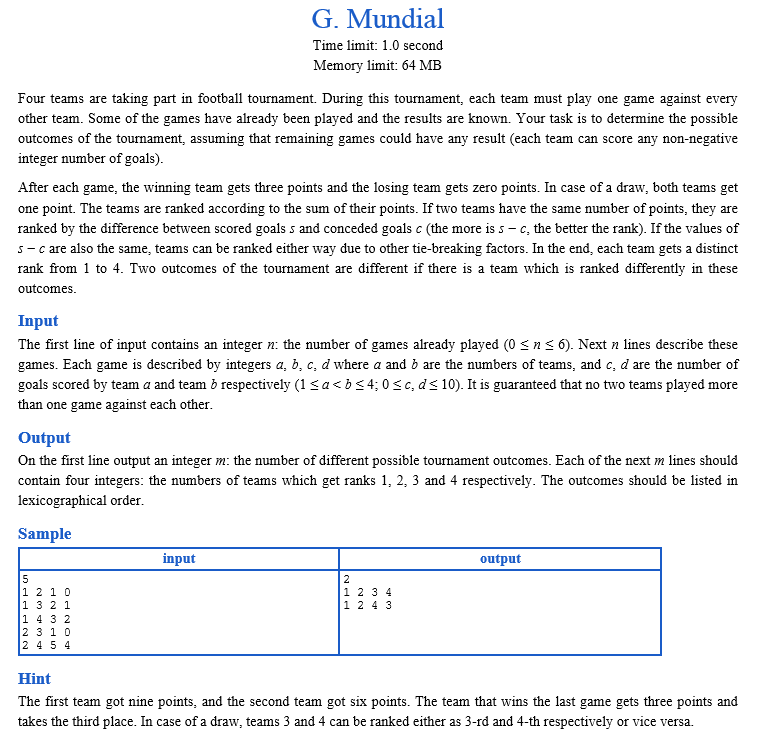 G. Mundial
Time limit: 1.0 second
Memory limit: 64 MB
Four teams are taking part in football tournament. During this tournament, each team must play one game against every
other team. Some of the games have already been played and the results are known. Your task is to determine the possible
outcomes of the tournament, assuming that remaining games could have any result (each team can score any non-negative
integer number of goals).
After each game, the winning team gets three points and the losing team gets zero points. In case of a draw, both teams get
one point. The teams are ranked according to the sum of their points. If two teams have the same number of points, they are
ranked by the difference between scored goals s and conceded goals c (the more is s − c, the better the rank). If the values of
s − c are also the same, teams can be ranked either way due to other tie-breaking factors. In the end, each team gets a distinct
rank from 1 to 4. Two outcomes of the tournament are different if there is a team which is ranked differently in these
outcomes.
Input
The first line of input contains an integer n: the number of games already played (0 ≤ n ≤ 6). Next n lines describe these
games. Each game is described by integers a, b, c, d where a and b are the numbers of teams, and c, d are the number of
goals scored by team a and team b respectively (1 ≤ a < b ≤ 4; 0 ≤ c, d ≤ 10). It is guaranteed that no two teams played more
than one game against each other.
Output
On the first line output an integer m: the number of different possible tournament outcomes. Each of the next m lines should
contain four integers: the numbers of teams which get ranks 1, 2, 3 and 4 respectively. The outcomes should be listed in
lexicographical order.
Sample
input
output
5
1 2 1 0
1 3 2 1
1 4 3 2
2 3 1 0
2 4 5 4
2
1 2 3 4
1 2 4 3
Hint
The first team got nine points, and the second team got six points. The team that wins the last game gets three points and
takes the third place. In case of a draw, teams 3 and 4 can be ranked either as 3-rd and 4-th respectively or vice versa.